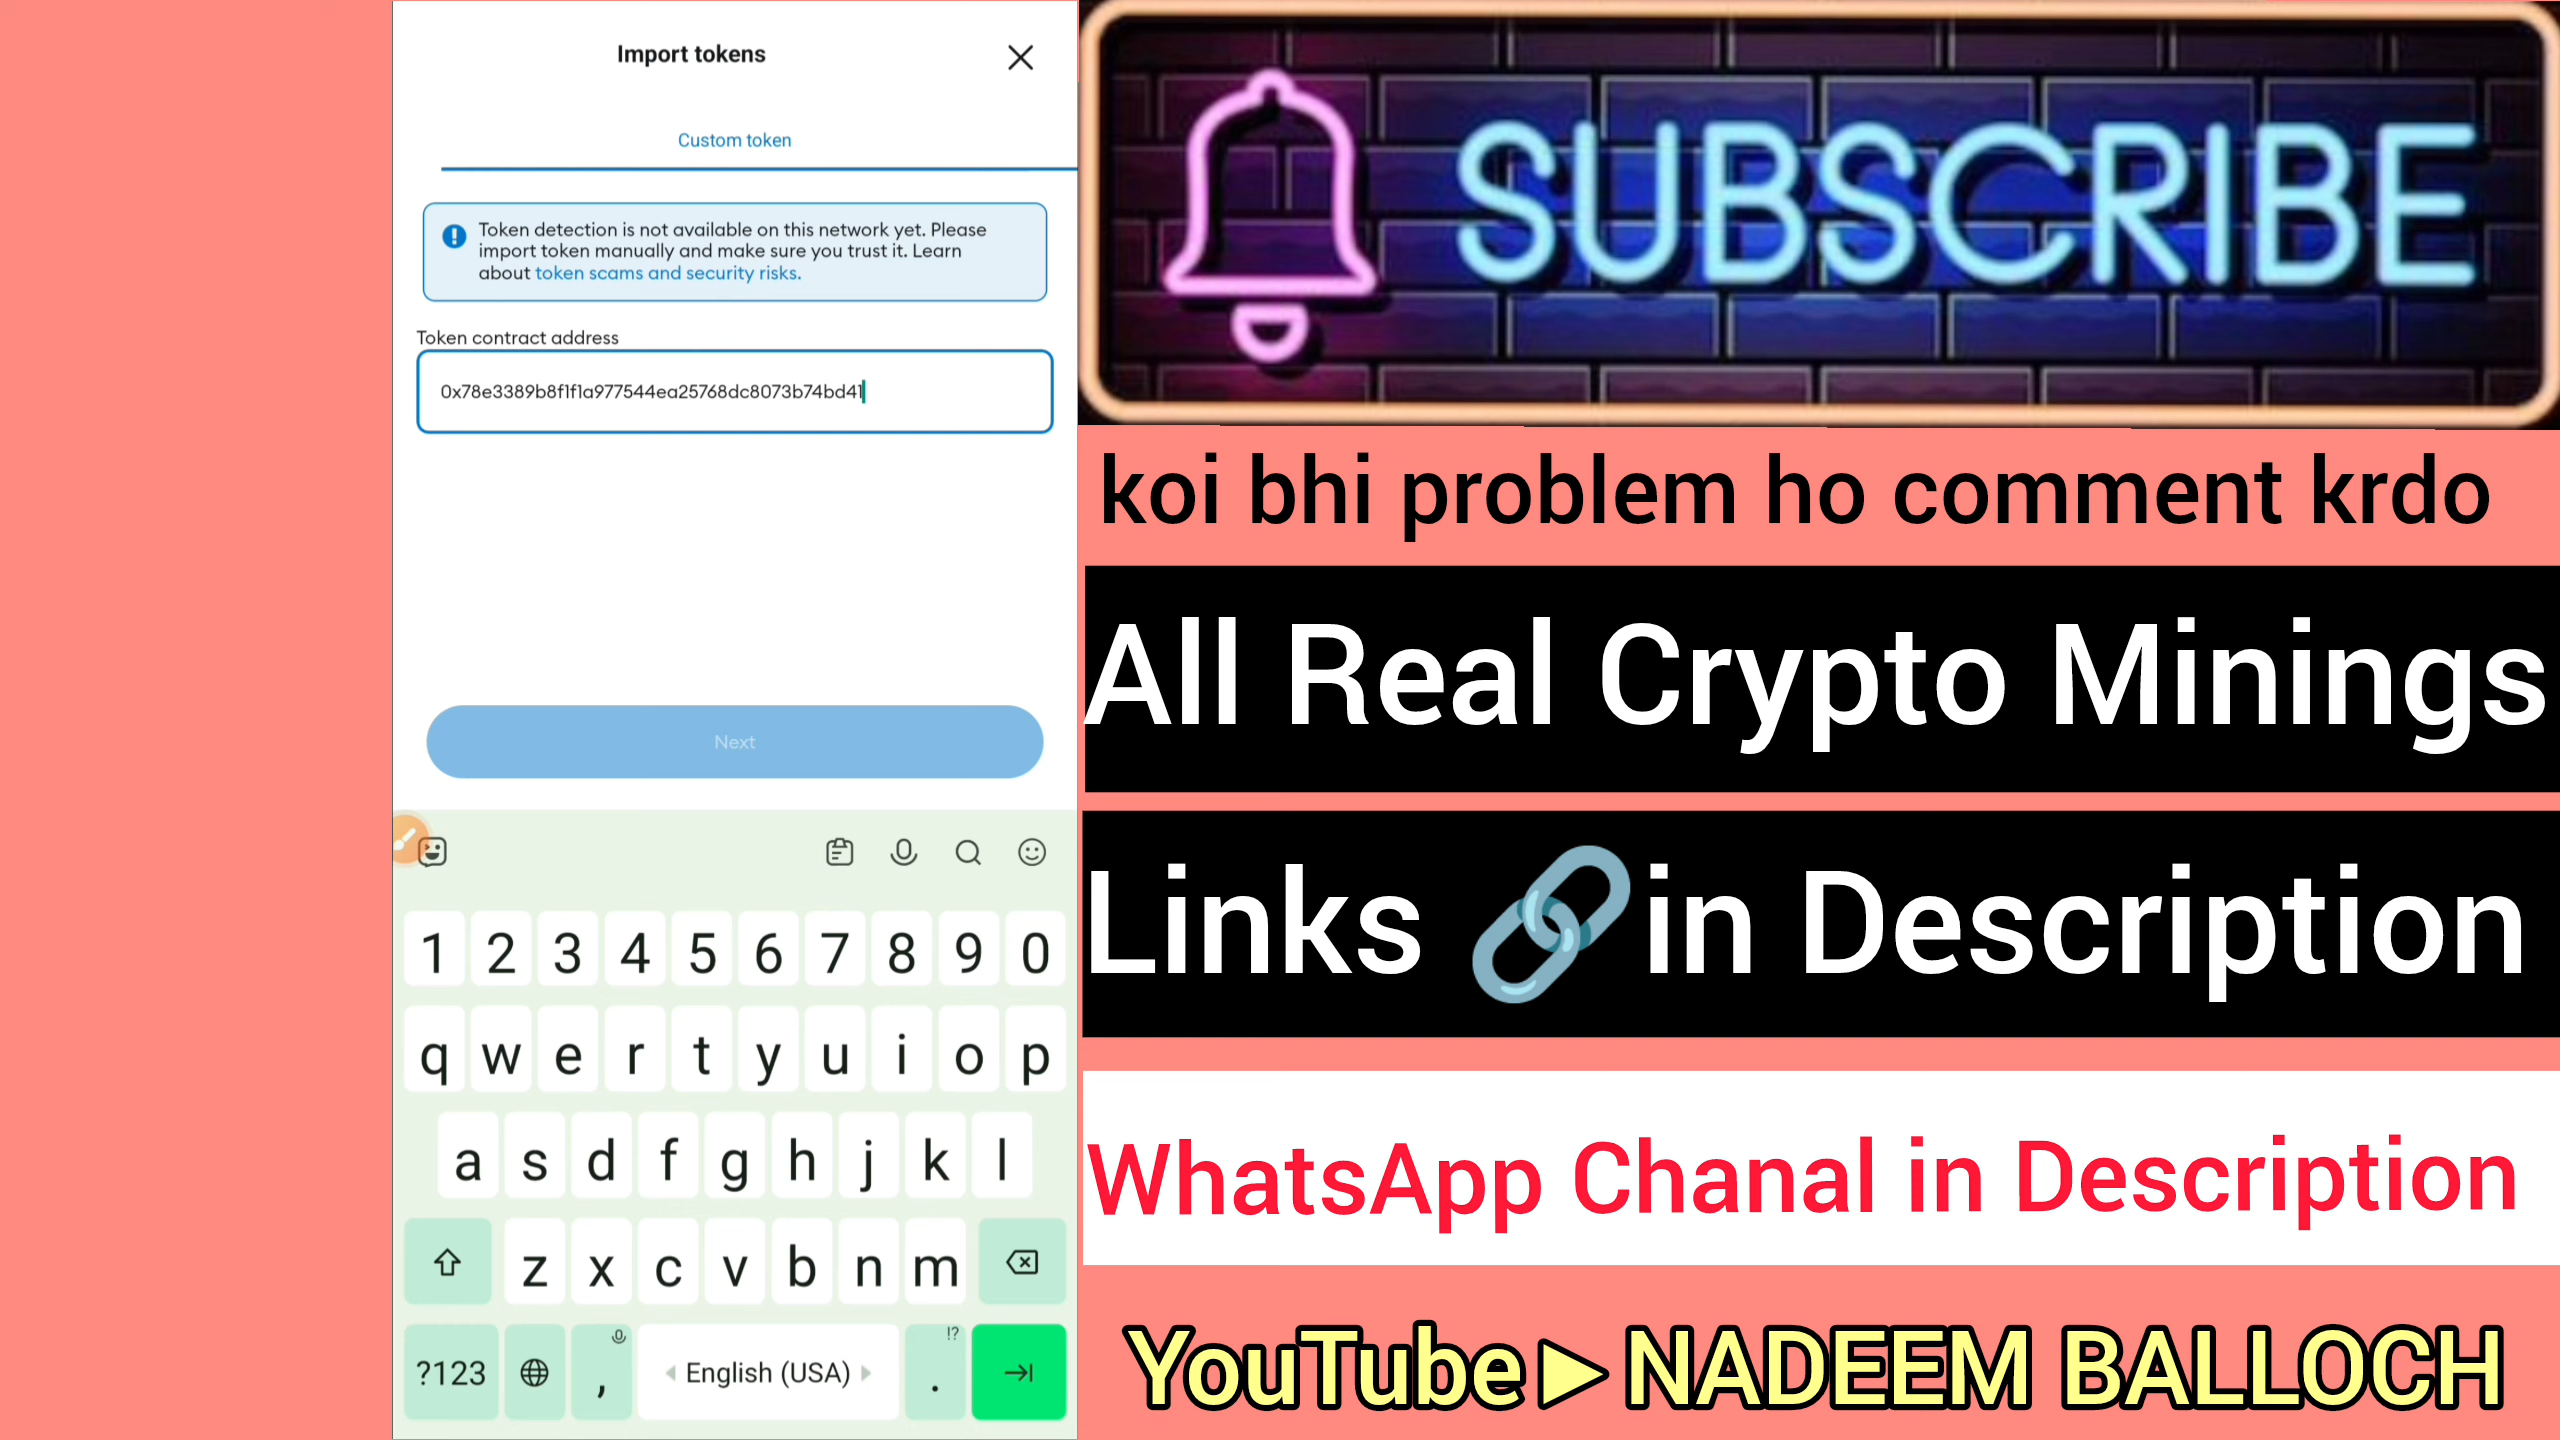 Import tokens
Custom token
Token detection is not available on this network yet. Please
import token manually and make sure you trust it. Learn
about token scams and security risks.
Token contract address
0x78e3389b8f1f1a977544ea25768dc8073b74bd41
Next
1 2 3 4 5 6 7 8 9 0
q w e r t y u i o p
a s d f g h j k l
z x c v b n m
?123 , English (USA) . !?
SUBSCRIBE
koi bhi problem ho comment krdo
All Real Crypto Minings
Links 🔗in Description
WhatsApp Chanal in Description
YouTube►NADEEM BALLOCH